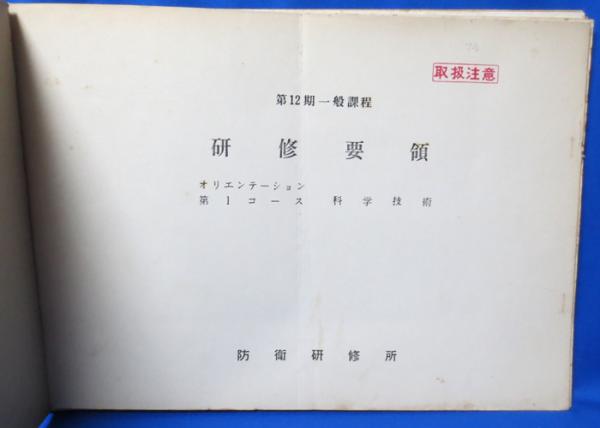 取扱注意
第12期一般課程
研修要領
オリエンテーション
第1コース 科学技術
防衛研修所